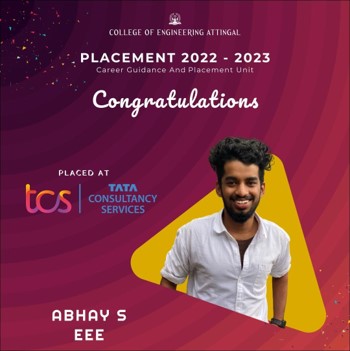 COLLEGE OF ENGINEERING ATTINGAL
PLACEMENT 2022 - 2023
Career Guidance And Placement Unit
Congratulations
PLACED AT
tcs
TATA
CONSULTANCY
SERVICES
ABHAY S
EEE